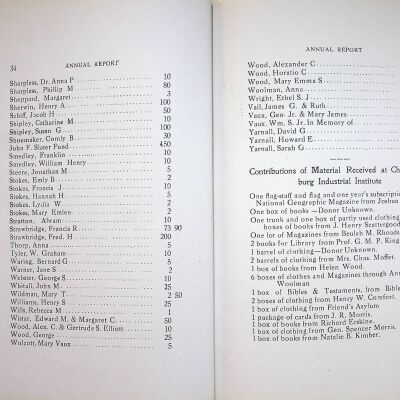 34 ANNUAL REPORT
Sharpless, Dr. Anna P 10
Sharpless, Phillip M 80
Sheppard, Margaret 3
Sherwin, Henry A 100
Schiff, Jacob H 50
Shipley, Catharine M 10
Shipley, Susan G 100
Shoemaker, Comly B 30
John F. Slater Fund 450
Smedley, Franklin 10
Smedley, William Henry 10
Steere, Jonathan M 5
Stokes, Emily B 2
Stokes, Francis J 10
Stokes, Hannah H 5
Stokes, Lydia W 2
Stokes, Mary Emlen 2
Stratton, Abram 10
Strawbridge, Francis R 73 90
Strawbridge, Fred. H 200
Thorp, Anna 5
Tyler, W. Graham 10
Waring, Bernard G 5
Warner, Jane S 2
Webster, George S 10
Whitall, John M 25
Wildman, Mary T 2 50
Williams, Henry S 25
Wills, Rebecca M 1
Wistar, Edward M. & Margaret C. 50
Wood, Alex. C & Gertrude S. Elliott 10
Wood, George 25
Wolcott, Mary Vaux 5
ANNUAL REPORT
Wood, Alexander C
Wood, Horatio C
Wood, Mary Emma S
Woolman, Anna
Wright, Ethel S. J
Vail, James G. & Ruth
Vaux, Geo. Jr. & Mary James
Vaux, Wm. S. Jr. In Memory of
Yarnall, David G
Yarnall, Howard E
Yarnall, Sarah G
Contributions of Material Received at Ch
burg Industrial Institute
One flag-staff and flag and one year's subscrip
National Geographic Magazine from Joshua
One box of books—Donor Unknown.
One trunk and one box of partly used clothing
boxes of books from J. Henry Scattergood
One lot of Magazines from Beulah M. Rhoads
2 books for Library from Prof. G. M. P. King
1 barrel of clothing—Donor Unknown.
2 barrels of clothing from Mrs. Chas. Moffet.
1 box of books from Helen Wood.
6 boxes of clothes and Magazines through An
Woolman
1 box of Bibles & Testaments, from Bible
2 boxes of clothing from Henry W. Comfort.
1 box of clothing from Friend's Asylum
1 package of cards from J. R. Morris.
1 box of books from Richard Erskine.
1 box of clothing from Geo. Spencer Morris.
1 box of books from Natalie B. Kimber.